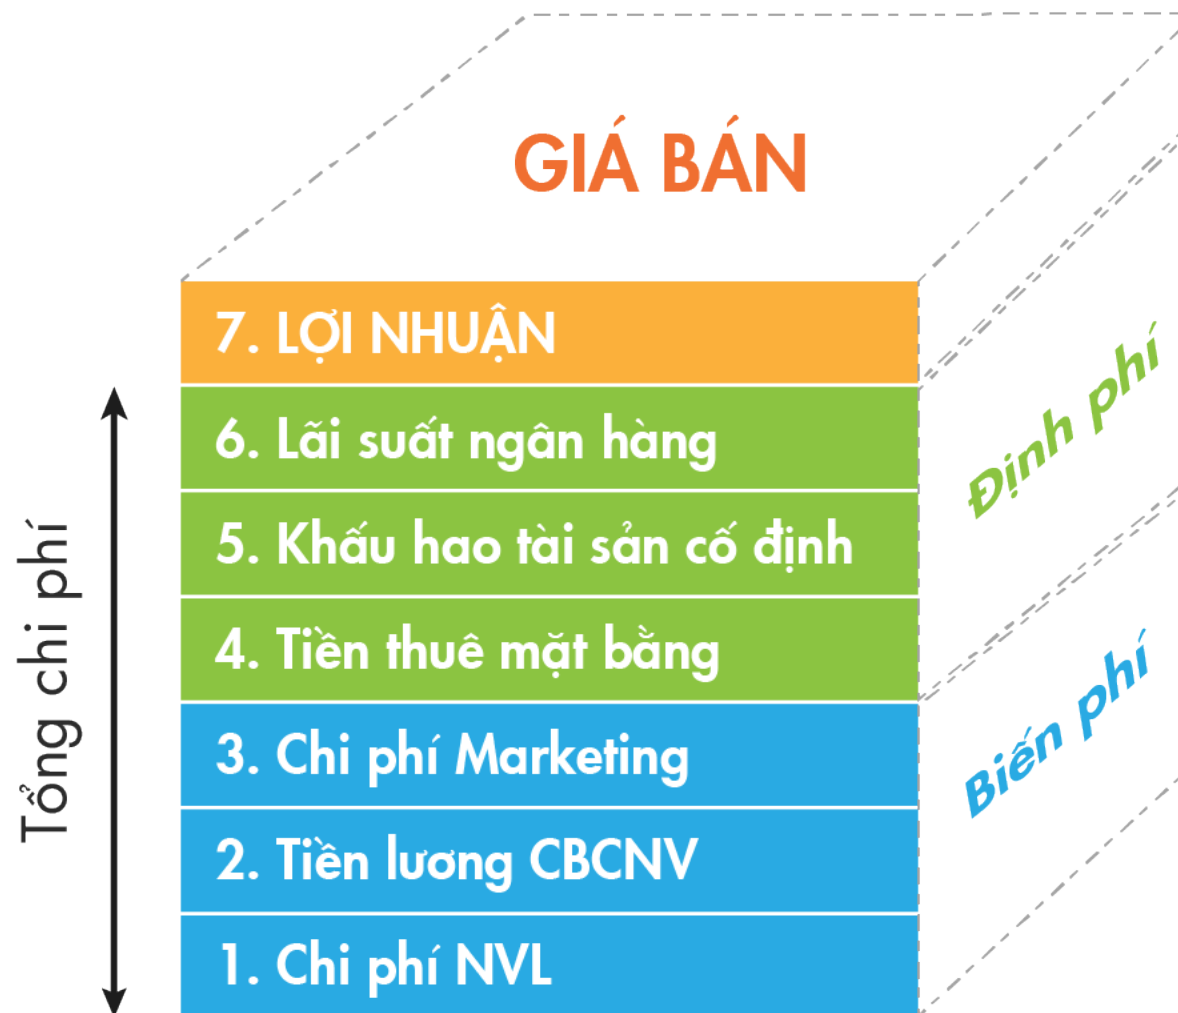 GIÁ BÁN
7. LỢI NHUẬN
6. Lãi suất ngân hàng
5. Khấu hao tài sản cố định
4. Tiền thuê mặt bằng
3. Chi phí Marketing
2. Tiền lương CBCNV
1. Chi phí NVL
Tổng chi phí
Định phí
Biến phí